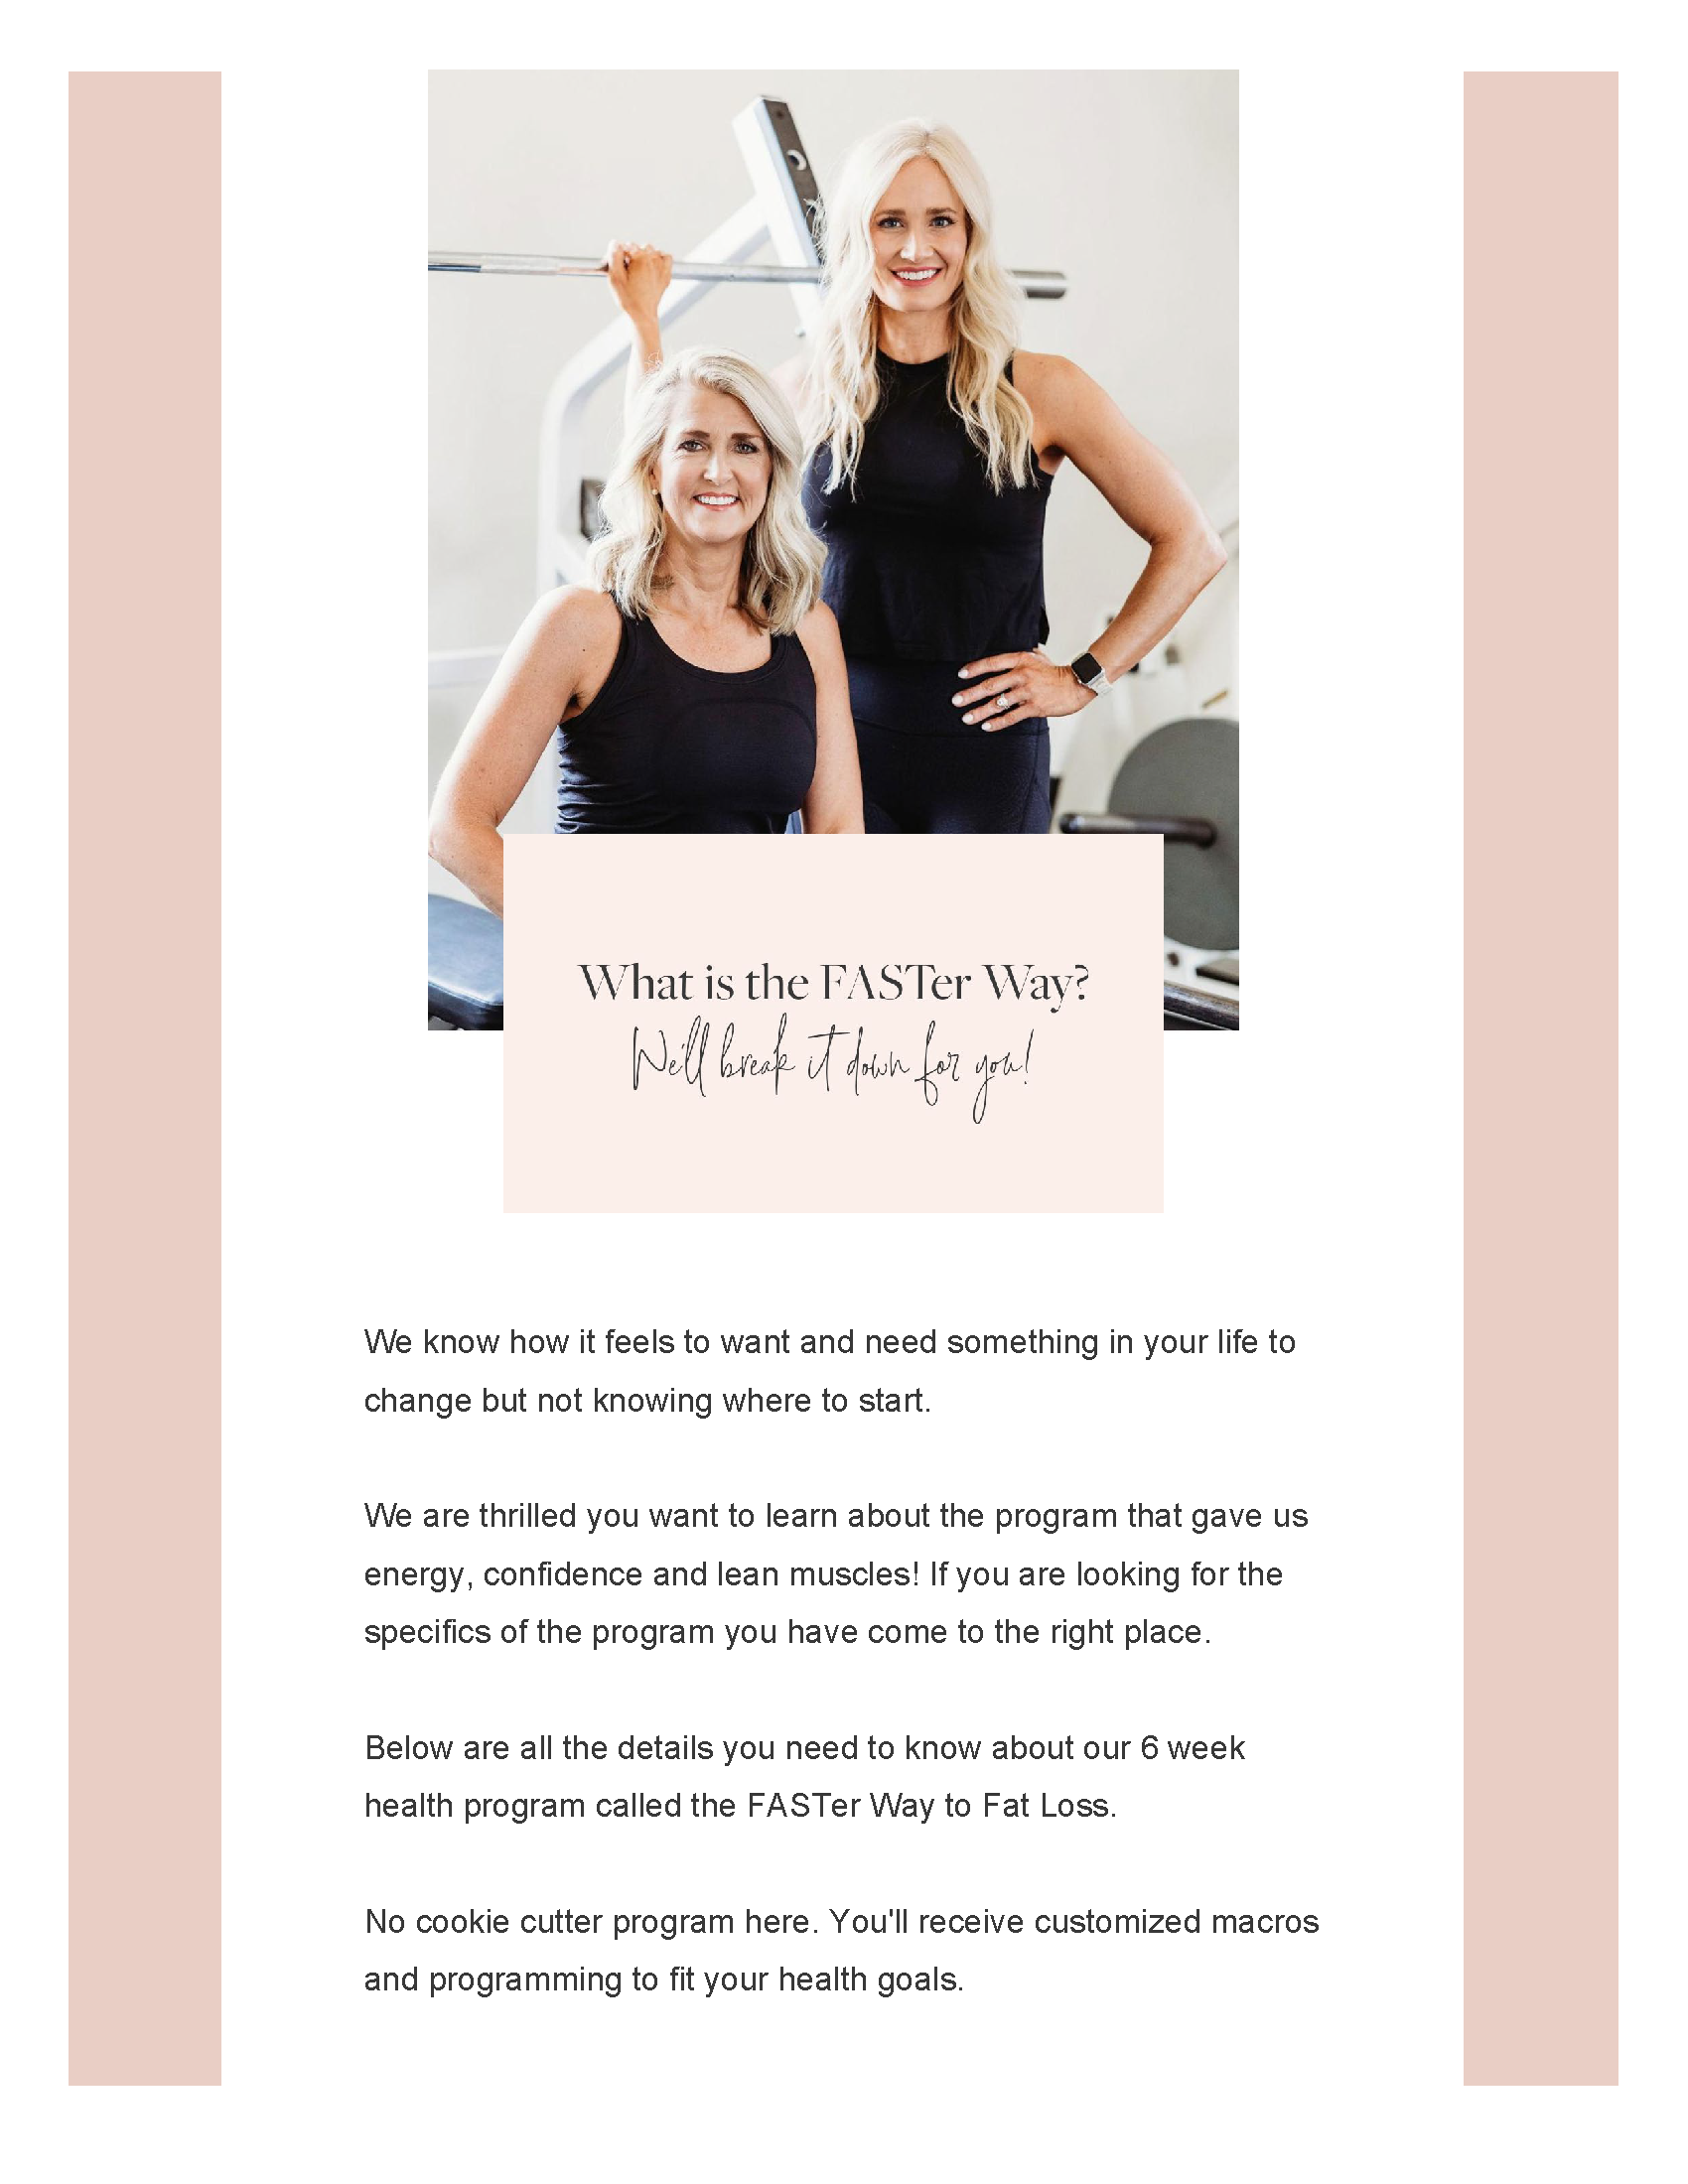 What is the FASTer Way?
We'll break it down for you!
We know how it feels to want and need something in your life to
change but not knowing where to start.
We are thrilled you want to learn about the program that gave us
energy, confidence and lean muscles! If you are looking for the
specifics of the program you have come to the right place.
Below are all the details you need to know about our 6 week
health program called the FASTer Way to Fat Loss.
No cookie cutter program here. You'll receive customized macros
and programming to fit your health goals.